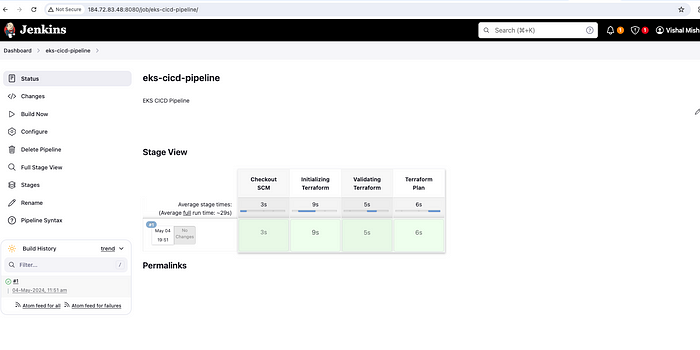 Not Secure 184.72.83.48:8080/job/eks-cicd-pipeline/
Jenkins
Search (⌘+K)
?
1
1
Vishal Mish
Dashboard > eks-cicd-pipeline >
Status
Changes
Build Now
Configure
Delete Pipeline
Full Stage View
Stages
Rename
Pipeline Syntax
Build History
trend
Filter...
/
#1
04-May-2024, 11:51 am
Atom feed for all
Atom feed for failures
eks-cicd-pipeline
EKS CICD Pipeline
Stage View
Checkout SCM
Initializing Terraform
Validating Terraform
Terraform Plan
Average stage times:
(Average full run time: ~29s)
3s
9s
5s
6s
#1
May 04
19:51
No Changes
3s
9s
5s
6s
Permalinks